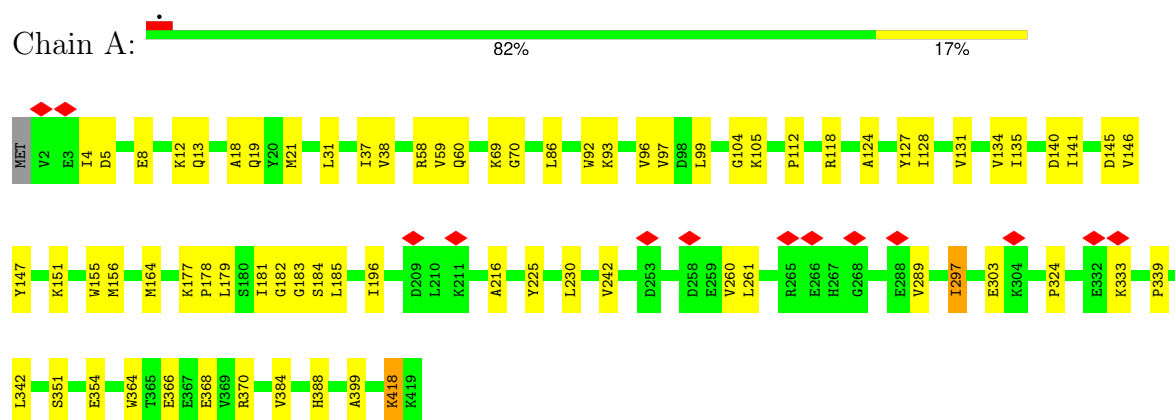 Chain A:
82% 17%
MET V2 E3 I4 D5 E8 K12 Q13 A18 Q19 Y20 M21 L31 I37 V38 R58 V59 Q60 K69 G70 L86 W92 K93 V96 V97 D98 L99 G104 K105 P112 R118 A124 Y127 I128 V131 V134 I135 D140 I141 D145 V146
Y147 K151 W155 M156 M164 K177 P178 L179 S180 I181 G182 G183 S184 L185 I196 D209 L210 K211 A216 Y225 L230 V242 D253 D258 E259 V260 L261 R265 E266 H267 G268 E288 V289 I297 E303 K304 P324 E332 K333 P339
L342 S351 E354 W364 T365 E366 E367 E368 V369 R370 V384 H388 A399 K418 K419